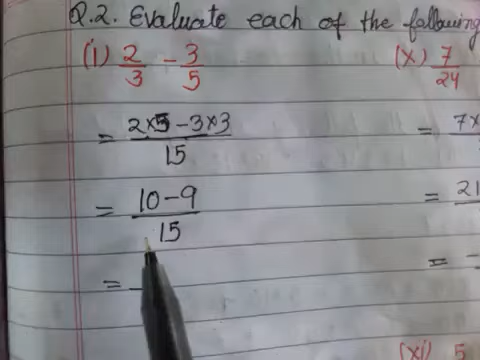 Q.2. Evaluate each of the following
(i) 2/3 - 3/5
= 2×5 - 3×3 / 15
= 10 - 9 / 15
=
(x) 7/24
= 7×
= 21
=
(xi) 5